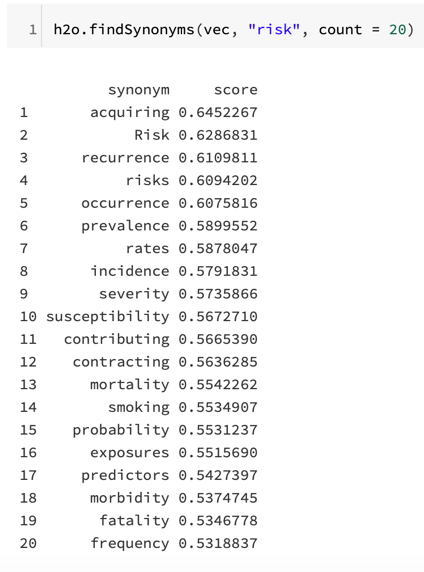 1 h2o.findSynonyms(vec, "risk", count = 20)
synonym score
1 acquiring 0.6452267
2 Risk 0.6286831
3 recurrence 0.6109811
4 risks 0.6094202
5 occurrence 0.6075816
6 prevalence 0.5899552
7 rates 0.5878047
8 incidence 0.5791831
9 severity 0.5735866
10 susceptibility 0.5672710
11 contributing 0.5665390
12 contracting 0.5636285
13 mortality 0.5542262
14 smoking 0.5534907
15 probability 0.5531237
16 exposures 0.5515690
17 predictors 0.5427397
18 morbidity 0.5374745
19 fatality 0.5346778
20 frequency 0.5318837